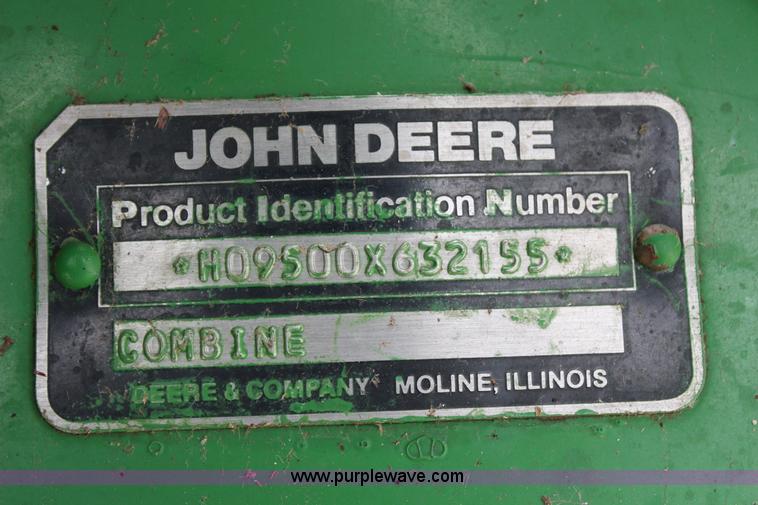 JOHN DEERE
Product Identification Number
*H09500X632155*
COMBINE
DEERE & COMPANY MOLINE, ILLINOIS
www.purplewave.com